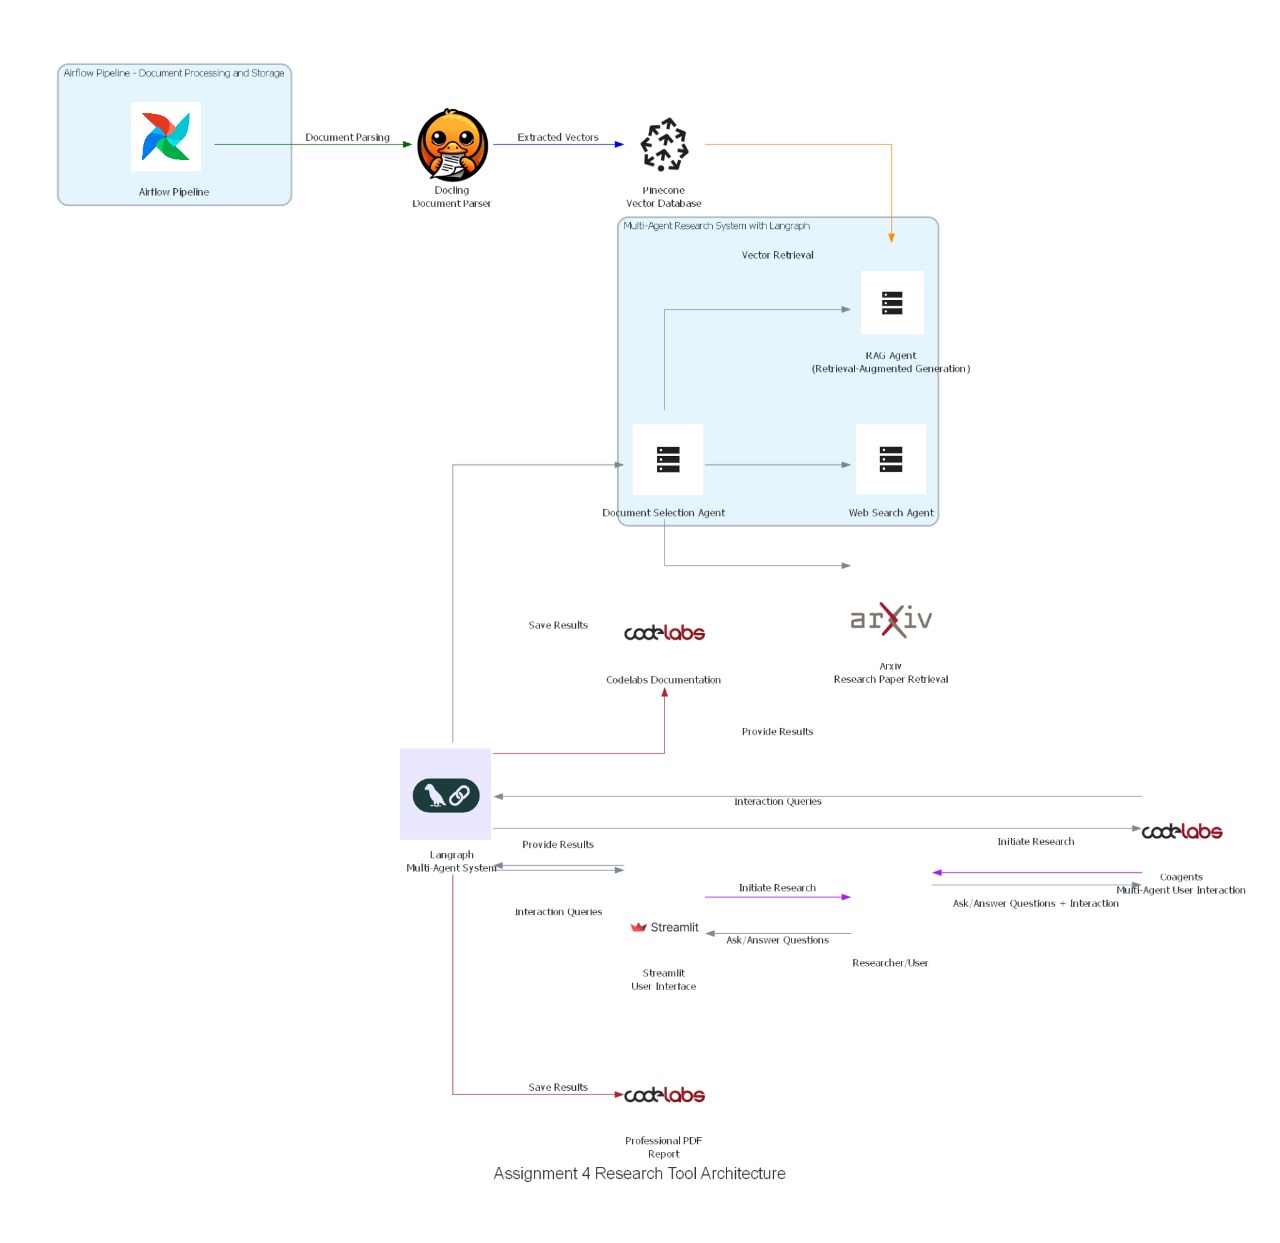 Airflow Pipeline - Document Processing and Storage
Airflow Pipeline
Document Parsing
Docling
Document Parser
Extracted Vectors
Pinecone
Vector Database
Multi-Agent Research System with Langraph
Vector Retrieval
RAG Agent
(Retrieval-Augmented Generation)
Document Selection Agent
Web Search Agent
Save Results
codelabs
Codelabs Documentation
arXiv
Arxiv
Research Paper Retrieval
Provide Results
Interaction Queries
Langraph
Multi-Agent System
Provide Results
Initiate Research
codelabs
Coagents
Multi-Agent User Interaction
Initiate Research
Ask/Answer Questions + Interaction
Interaction Queries
Streamlit
Ask/Answer Questions
Researcher/User
Streamlit
User Interface
Save Results
codelabs
Professional PDF
Report
Assignment 4 Research Tool Architecture